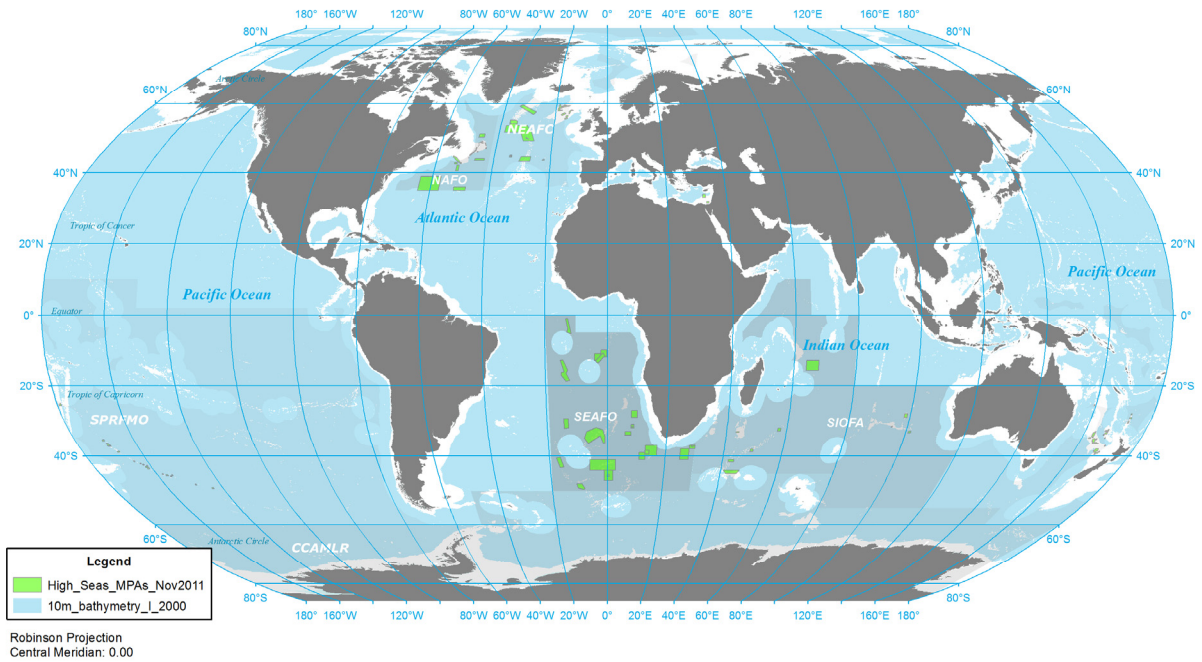 180° 160°W 120°W 80°W 60°W 40°W 20°W 0° 20°E 40°E 60°E 80°E 120°E 160°E 180°
80°N 80°N
Arctic Circle
60°N 60°N
NEAFC
40°N 40°N
NAFO
Atlantic Ocean
Tropic of Cancer
20°N 20°N
Pacific Ocean Pacific Ocean
Equator
0° 0°
Indian Ocean
20°S 20°S
Tropic of Capricorn
SPRFMO SEAFO SIOFA
40°S 40°S
60°S 60°S
Antarctic Circle
CCAMLR
80°S 80°S
180° 160°W 120°W 80°W 60°W 40°W 20°W 0° 20°E 40°E 60°E 80°E 120°E 160°E 180°
Legend
High_Seas_MPAs_Nov2011
10m_bathymetry_l_2000
Robinson Projection
Central Meridian: 0.00